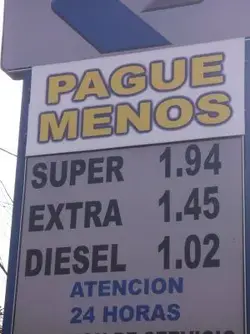 PAGUE
MENOS
SUPER 1.94
EXTRA 1.45
DIESEL 1.02
ATENCION
24 HORAS